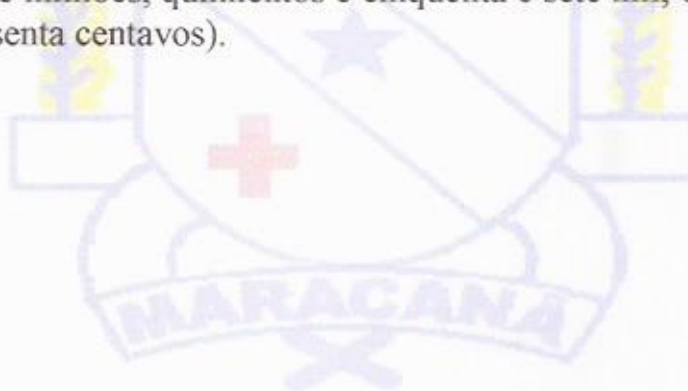 milhões, quinhentos e cinquenta e sete mil,
senta centavos).
MARACANÃ